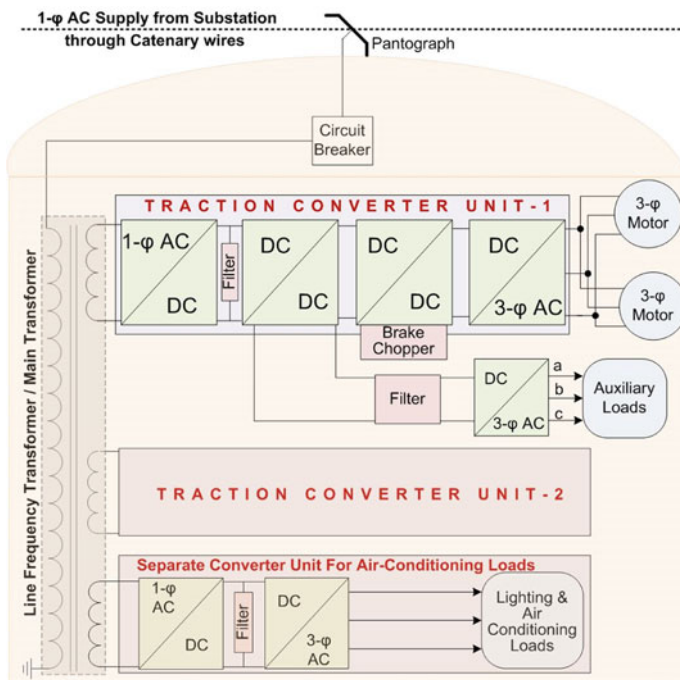 1-φ AC Supply from Substation
through Catenary wires
Pantograph
Circuit
Breaker
Line Frequency Transformer / Main Transformer
TRACTION CONVERTER UNIT-1
1-φ AC
DC
Filter
DC
DC
DC
DC
DC
3-φ AC
Brake
Chopper
3-φ
Motor
3-φ
Motor
Filter
DC
3-φ AC
a
b
c
Auxiliary
Loads
TRACTION CONVERTER UNIT-2
Separate Converter Unit For Air-Conditioning Loads
1-φ
AC
DC
Filter
DC
3-φ
AC
Lighting &
Air
Conditioning
Loads